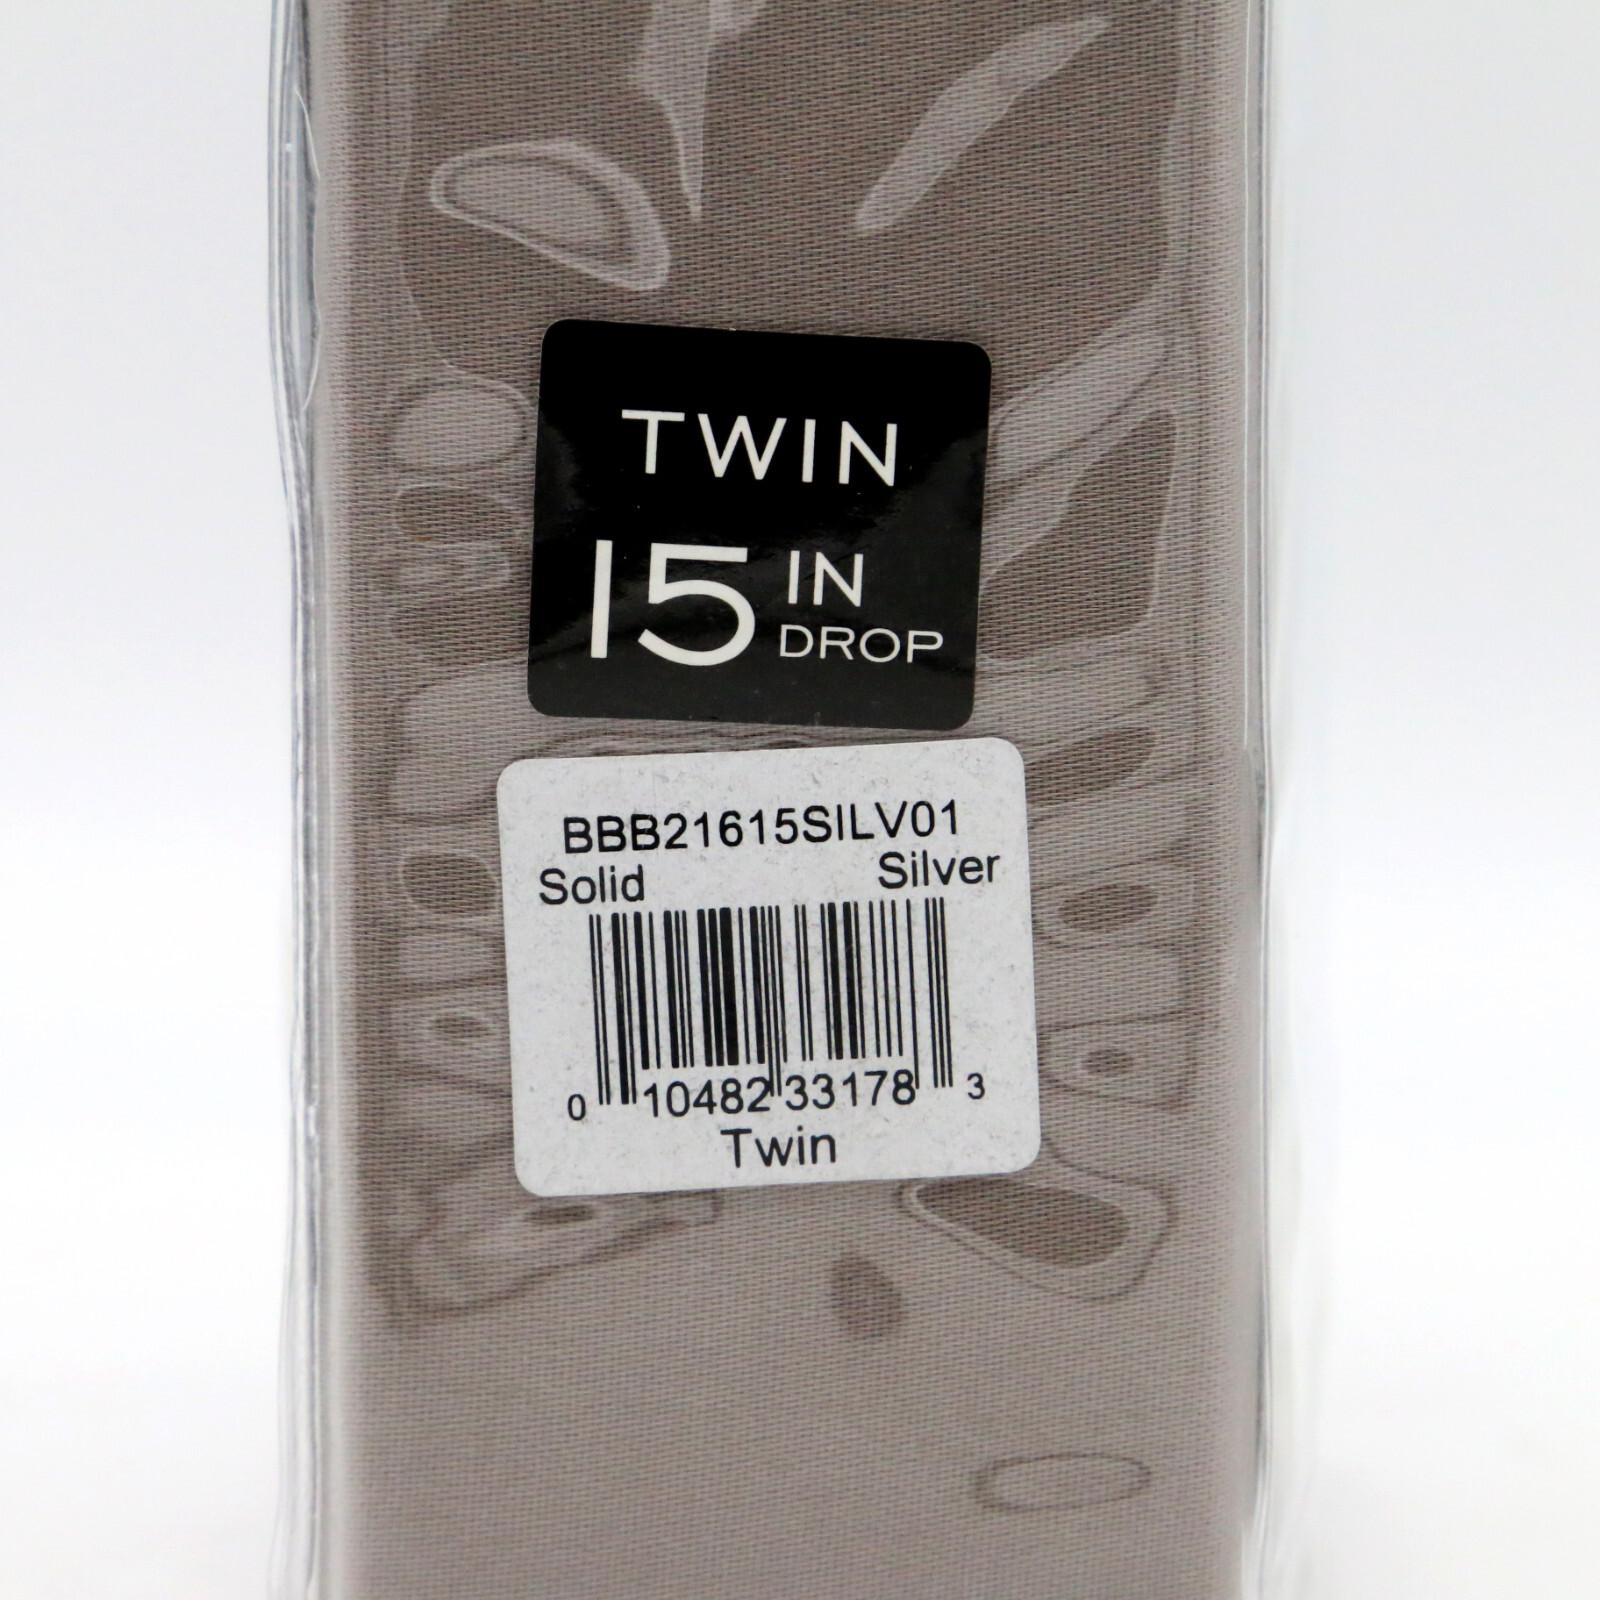 TWIN
15 IN
DROP
BBB21615SILV01
Solid Silver
0 10482 33178 3
Twin